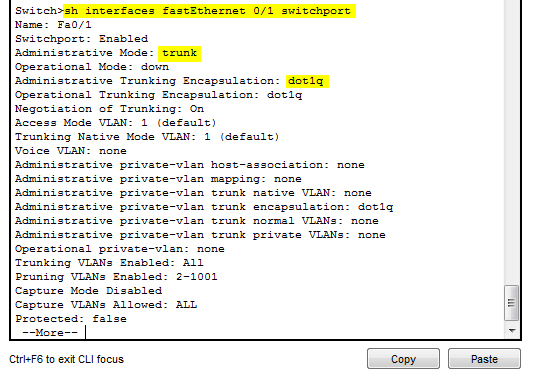 Switch>sh interfaces fastEthernet 0/1 switchport
Name: Fa0/1
Switchport: Enabled
Administrative Mode: trunk
Operational Mode: down
Administrative Trunking Encapsulation: dot1q
Operational Trunking Encapsulation: dot1q
Negotiation of Trunking: On
Access Mode VLAN: 1 (default)
Trunking Native Mode VLAN: 1 (default)
Voice VLAN: none
Administrative private-vlan host-association: none
Administrative private-vlan mapping: none
Administrative private-vlan trunk native VLAN: none
Administrative private-vlan trunk encapsulation: dot1q
Administrative private-vlan trunk normal VLANs: none
Administrative private-vlan trunk private VLANs: none
Operational private-vlan: none
Trunking VLANs Enabled: All
Pruning VLANs Enabled: 2-1001
Capture Mode Disabled
Capture VLANs Allowed: ALL
Protected: false
--More--
Ctrl+F6 to exit CLI focus
Copy
Paste